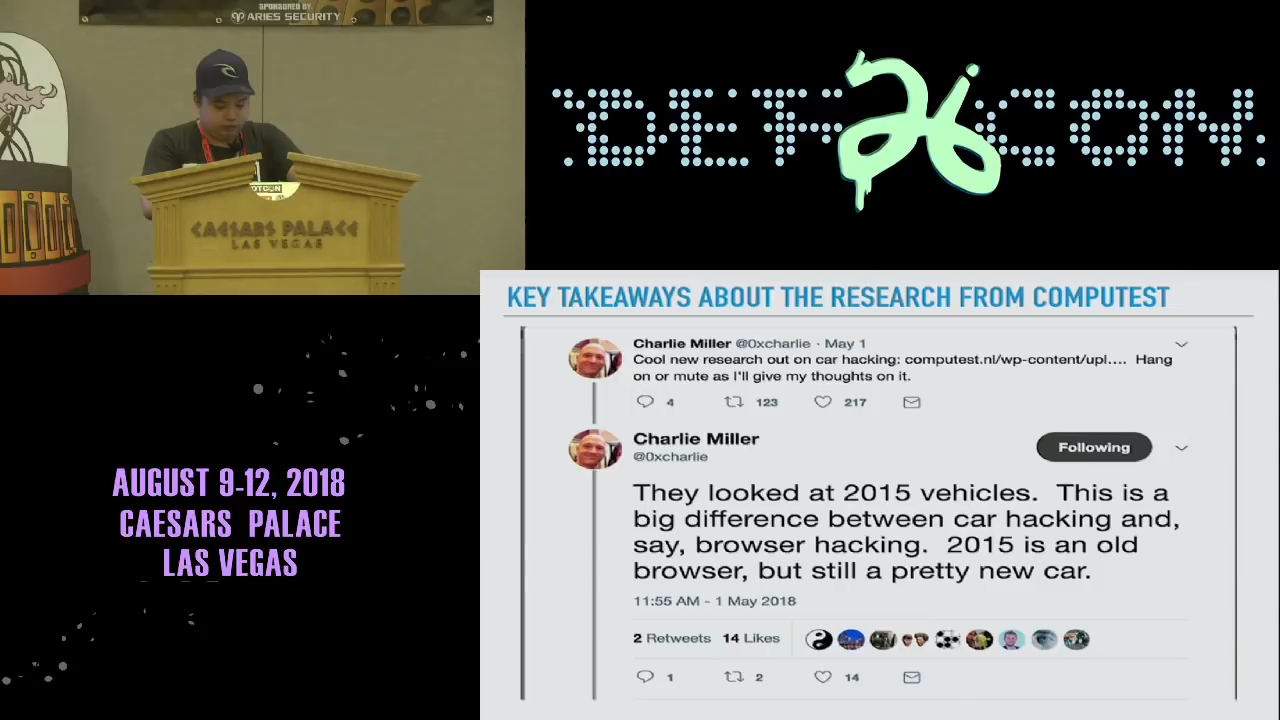 SPONSORED BY:
ARIES SECURITY
CAESARS PALACE
LAS VEGAS
DEFCON
26
AUGUST 9-12, 2018
CAESARS PALACE
LAS VEGAS
KEY TAKEAWAYS ABOUT THE RESEARCH FROM COMPUTEST
Charlie Miller @0xcharlie · May 1
Cool new research out on car hacking: computest.nl/wp-content/upl.… Hang
on or mute as I'll give my thoughts on it.
4 123 217
Charlie Miller
@0xcharlie
Following
They looked at 2015 vehicles. This is a
big difference between car hacking and,
say, browser hacking. 2015 is an old
browser, but still a pretty new car.
11:55 AM - 1 May 2018
2 Retweets 14 Likes
1 2 14